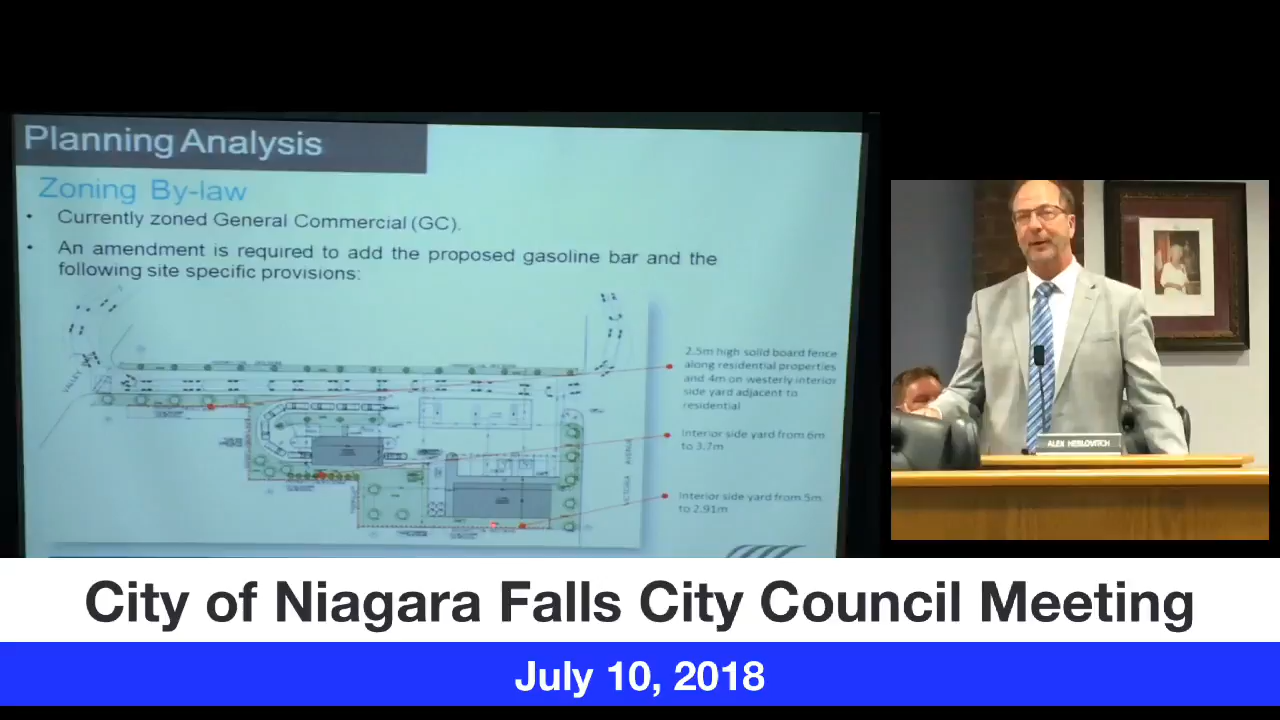 Planning Analysis
Zoning By-law
• Currently zoned General Commercial (GC).
• An amendment is required to add the proposed gasoline bar and the
following site specific provisions:
2.5m high solid board fence
along residential properties
and 4m on westerly interior
side yard adjacent to
residential
Interior side yard from 6m
to 3.7m
Interior side yard from 5m
to 2.91m
VALLEY
VICTORIA AVENUE
ALEX HERLOVITCH
City of Niagara Falls City Council Meeting
July 10, 2018